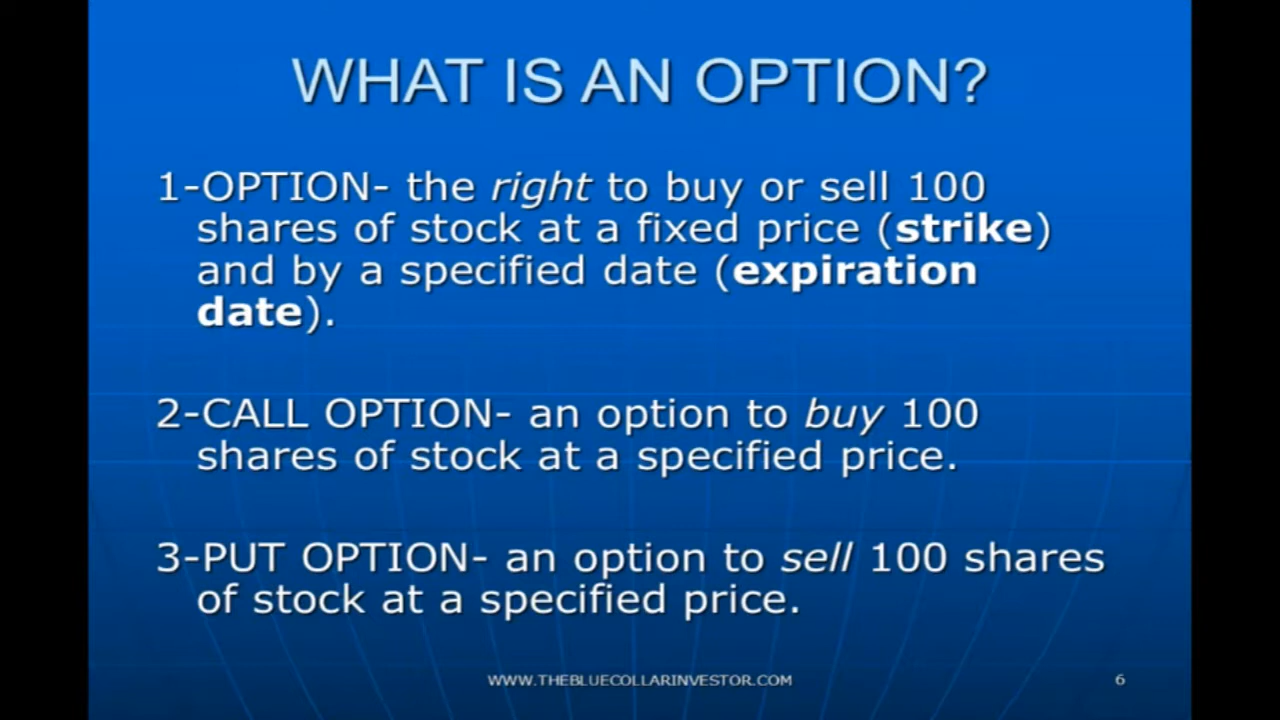 WHAT IS AN OPTION?
1-OPTION- the right to buy or sell 100
shares of stock at a fixed price (strike)
and by a specified date (expiration
date).
2-CALL OPTION- an option to buy 100
shares of stock at a specified price.
3-PUT OPTION- an option to sell 100 shares
of stock at a specified price.
WWW.THEBLUECOLLARINVESTOR.COM
6